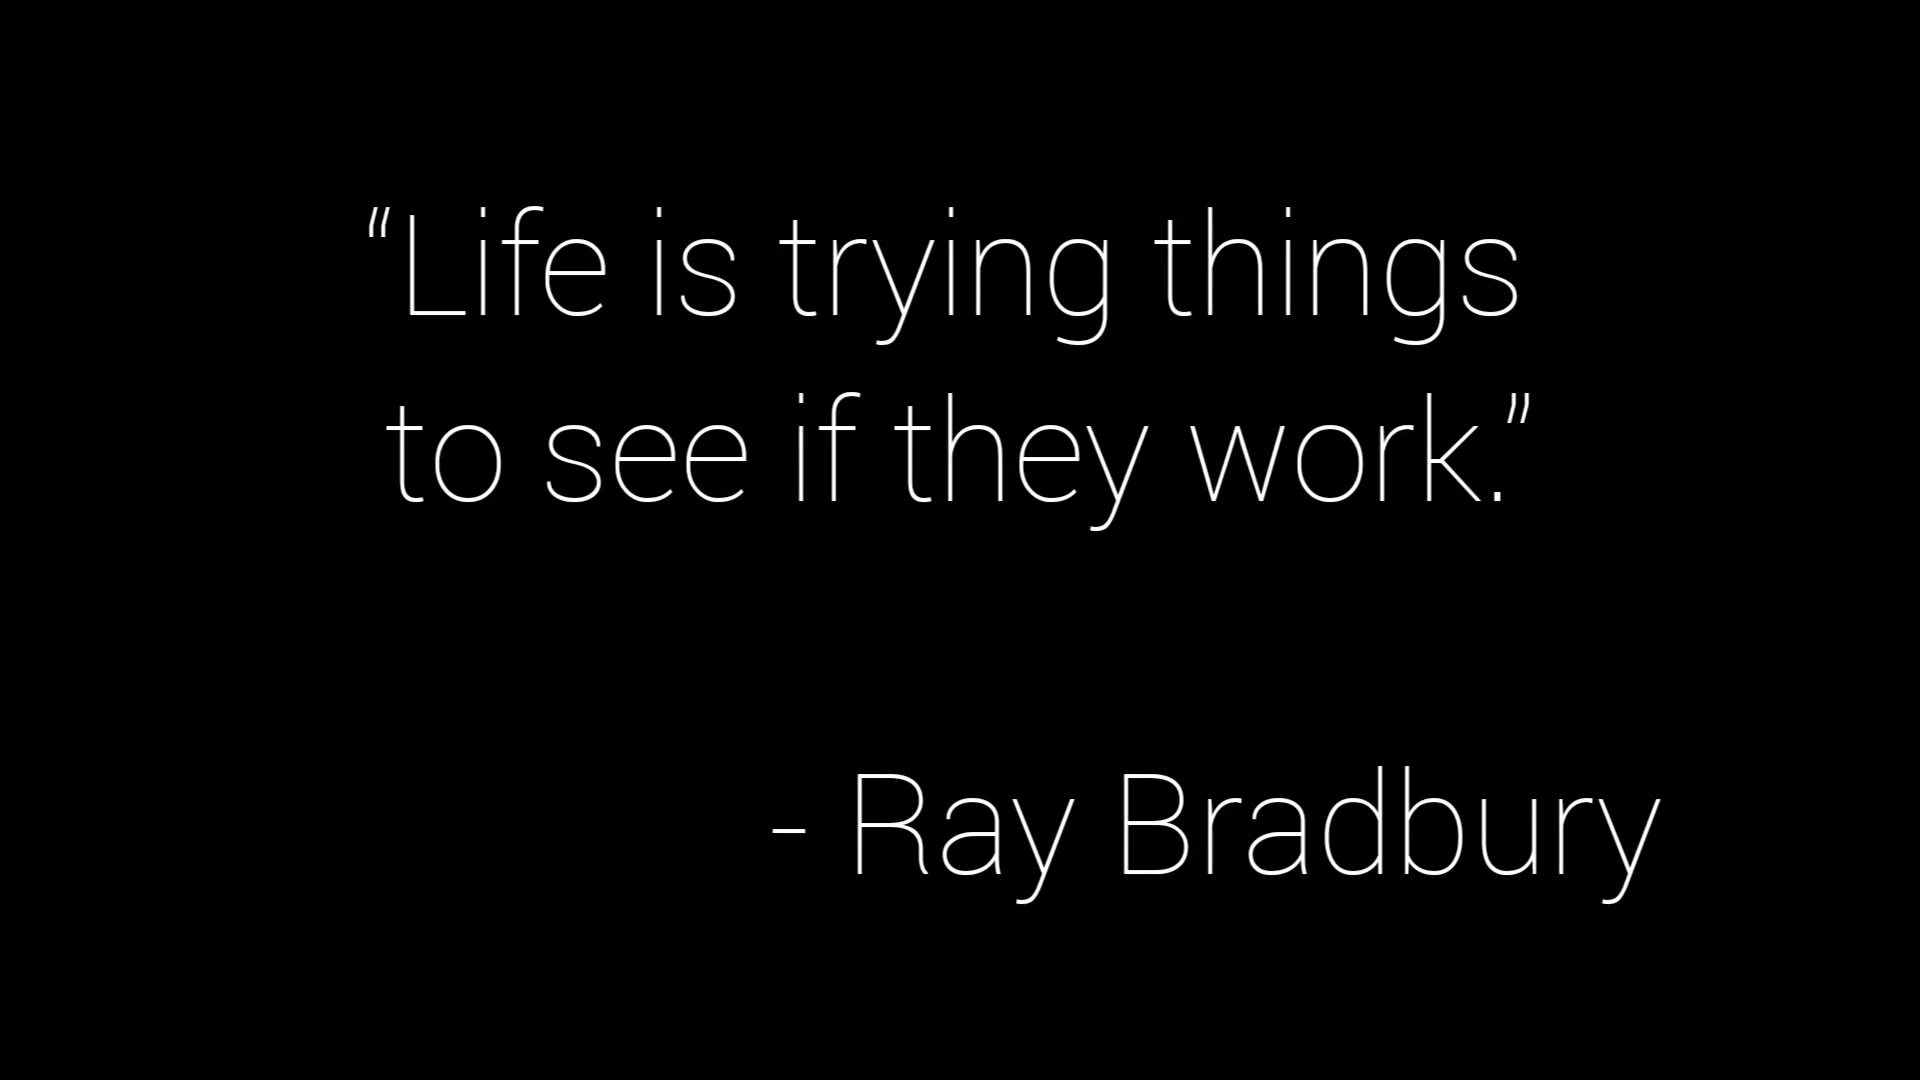 “Life is trying things
to see if they work.”
- Ray Bradbury